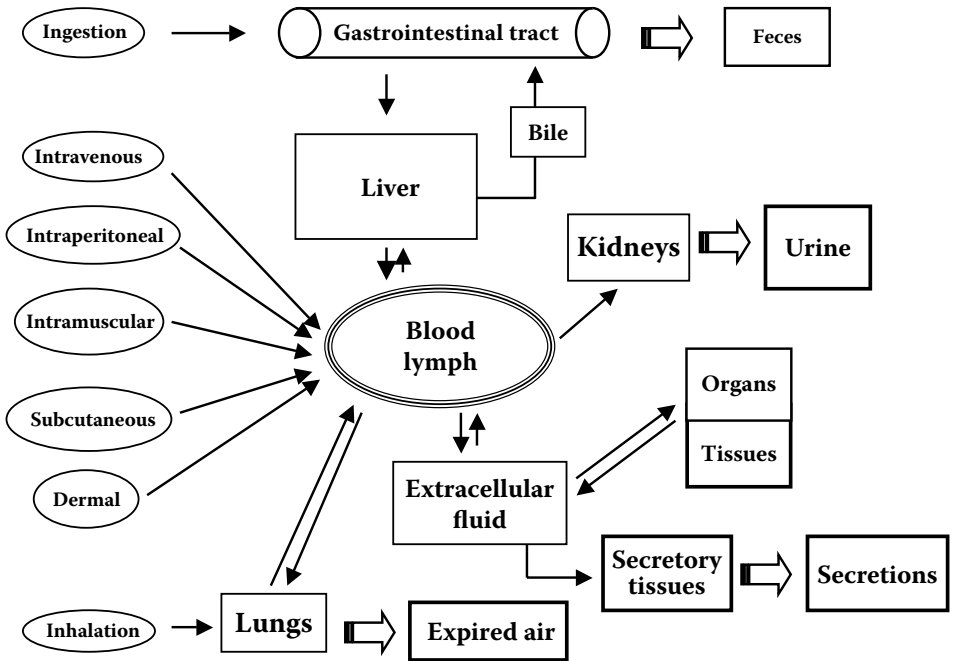 Ingestion
Gastrointestinal tract
Feces
Bile
Intravenous
Liver
Intraperitoneal
Kidneys
Urine
Intramuscular
Blood
lymph
Organs
Subcutaneous
Tissues
Extracellular
fluid
Dermal
Secretory
tissues
Secretions
Inhalation
Lungs
Expired air